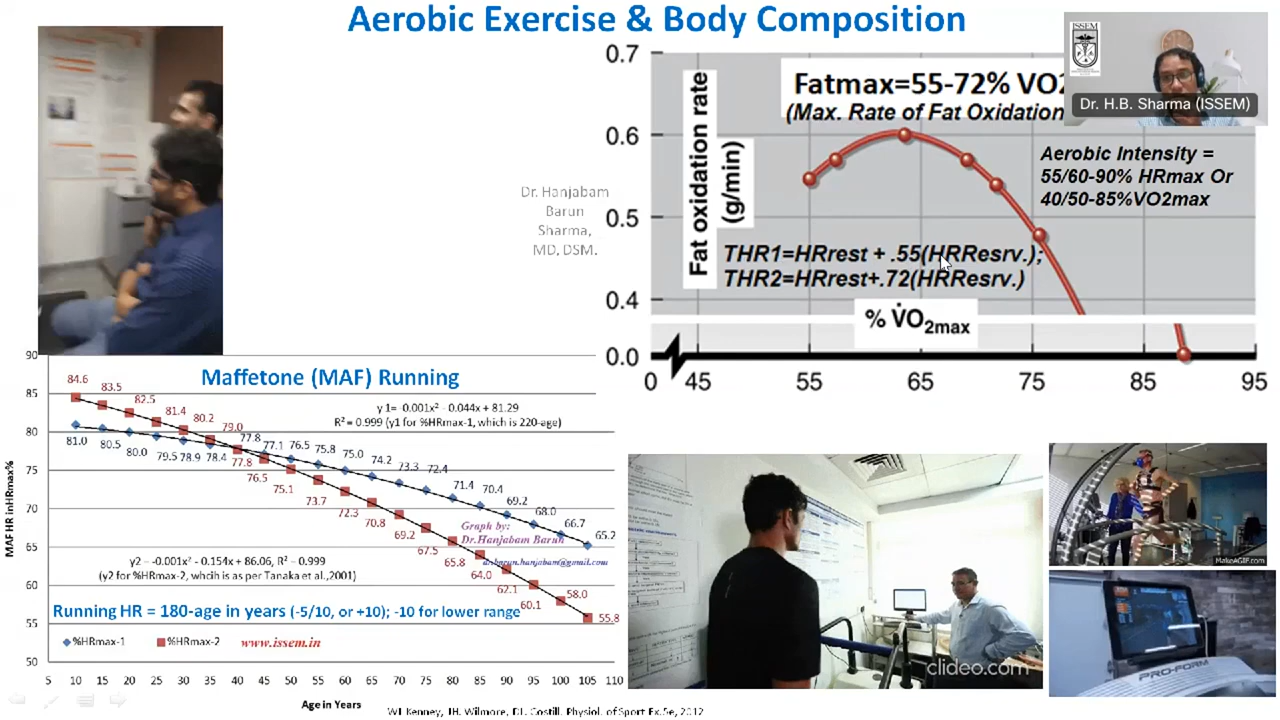 Aerobic Exercise & Body Composition
ISSEM
Dr. H.B. Sharma (ISSEM)
Dr. Hanjabam
Barun
Sharma,
MD, DSM.
Fat oxidation rate
(g/min)
0.7
0.6
0.5
0.4
0.0
Fatmax=55-72% VO2
(Max. Rate of Fat Oxidation
Aerobic Intensity =
55/60-90% HRmax Or
40/50-85%VO2max
THR1=HRrest + .55(HRResrv.);
THR2=HRrest+.72(HRResrv.)
% V̇O2max
0 45 55 65 75 85 95
Maffetone (MAF) Running
y1= -0.001x² - 0.044x + 81.29
R² = 0.999 (y1 for %HRmax-1, which is 220-age)
MAF HR in HRmax%
90
85
80
75
70
65
60
55
50
84.6 83.5 82.5 81.4 80.2 79.0 77.8 76.5 75.1 73.7 72.3 70.8 69.2 67.5 65.8 64.0 62.1 60.1 58.0 55.8
81.0 80.5 80.0 79.5 78.9 78.4 77.8 77.1 76.5 75.8 75.0 74.2 73.3 72.4 71.4 70.4 69.2 68.0 66.7 65.2
Graph by:
Dr.Hanjabam Barun
dr.barun.hanjabam@gmail.com
y2 = -0.001x² - 0.154x + 86.06, R² = 0.999
(y2 for %HRmax-2, whcih is as per Tanaka et al.,2001)
Running HR = 180-age in years (-5/10, or +10); -10 for lower range
%HRmax-1 %HRmax-2 www.issem.in
5 10 15 20 25 30 35 40 45 50 55 60 65 70 75 80 85 90 95 100 105 110
Age in Years
WL Kenney, JH. Wilmore, DL. Costill. Physiol. of Sport Ex.5e, 2012
clideo.com
MakeAGIF.com
PRO-FORM